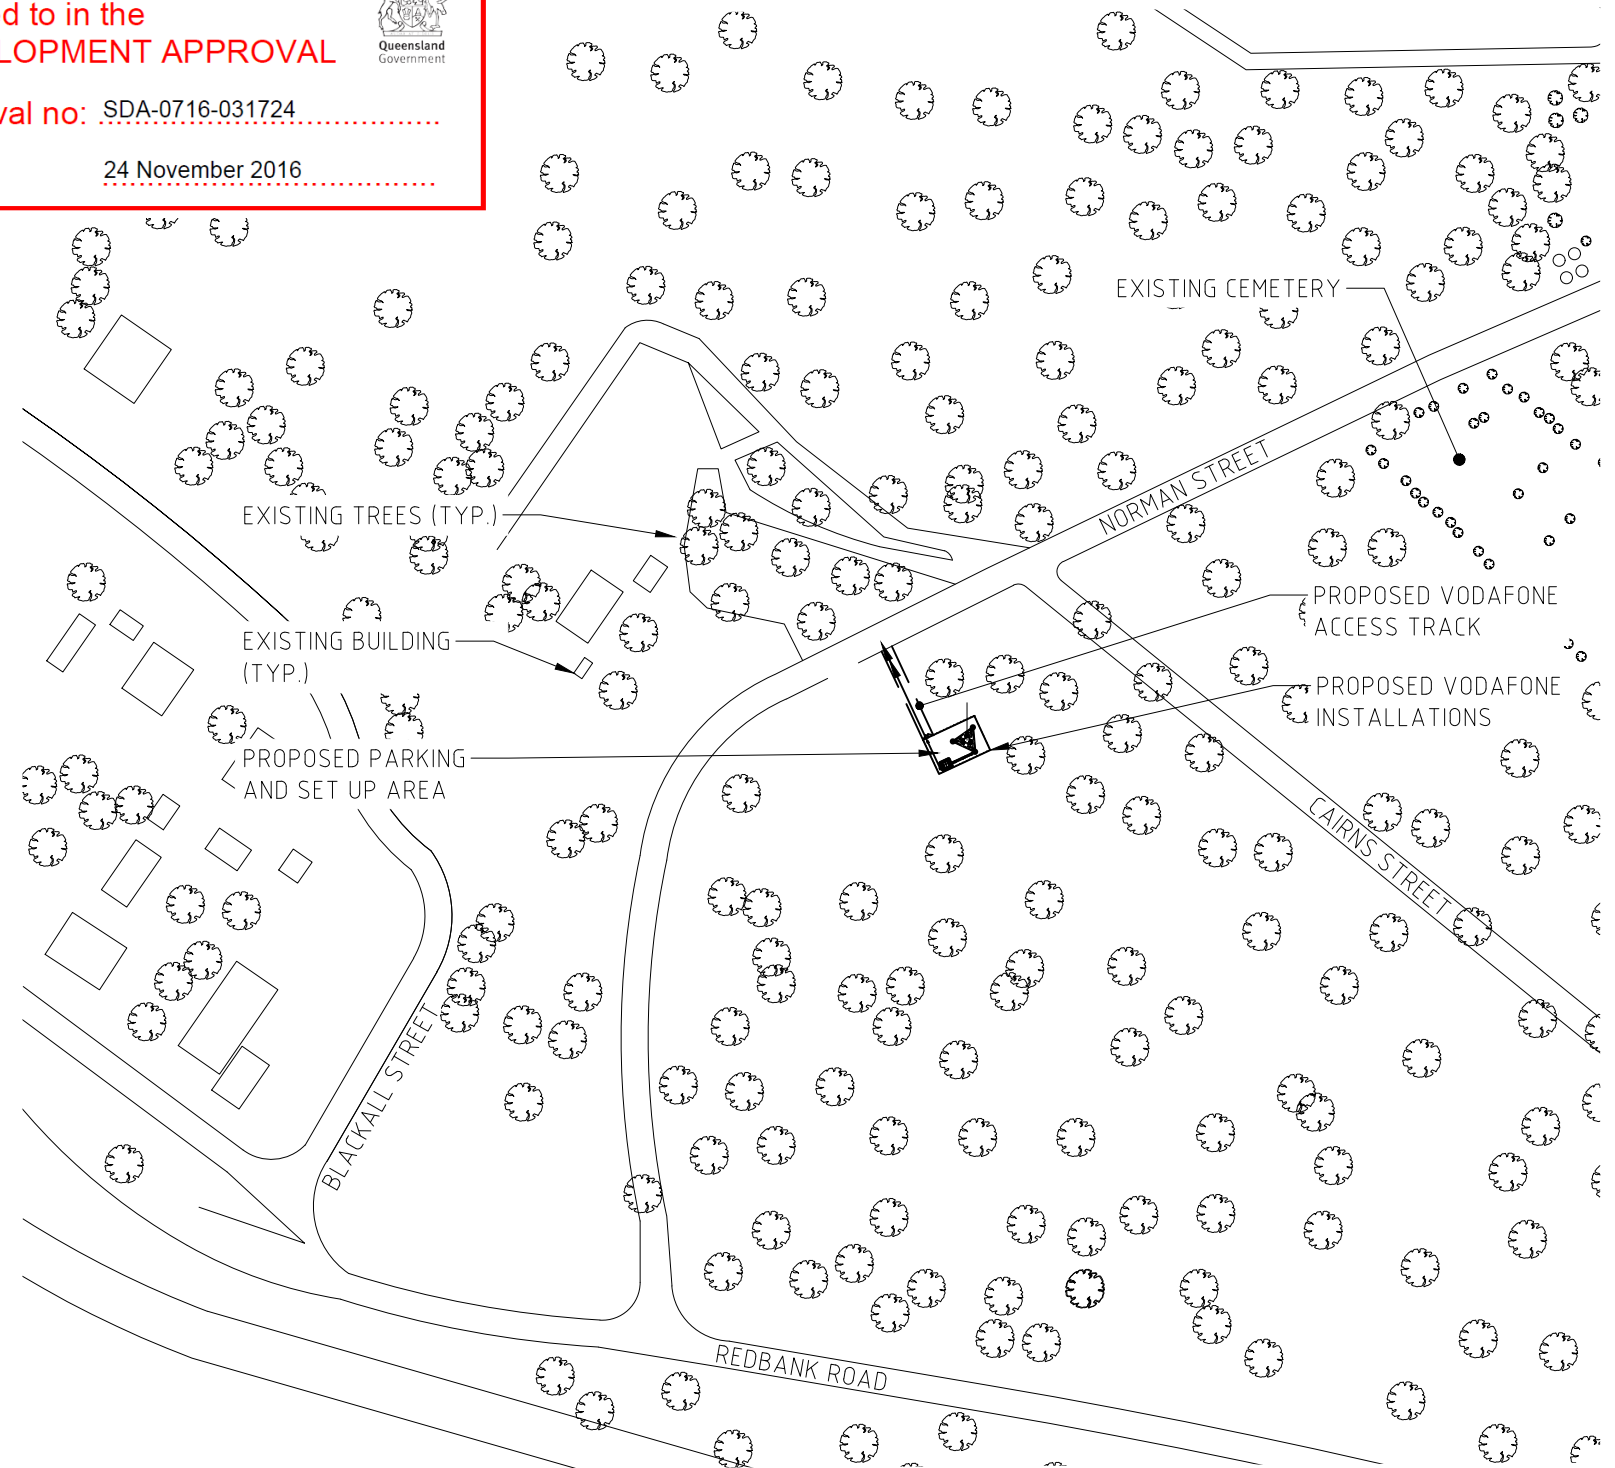 d to in the
LOPMENT APPROVAL
Queensland
Government
val no: SDA-0716-031724
24 November 2016
EXISTING CEMETERY
NORMAN STREET
EXISTING TREES (TYP.)
PROPOSED VODAFONE
ACCESS TRACK
EXISTING BUILDING
(TYP.)
PROPOSED VODAFONE
INSTALLATIONS
PROPOSED PARKING
AND SET UP AREA
CAIRNS STREET
BLACKALL STREET
REDBANK ROAD